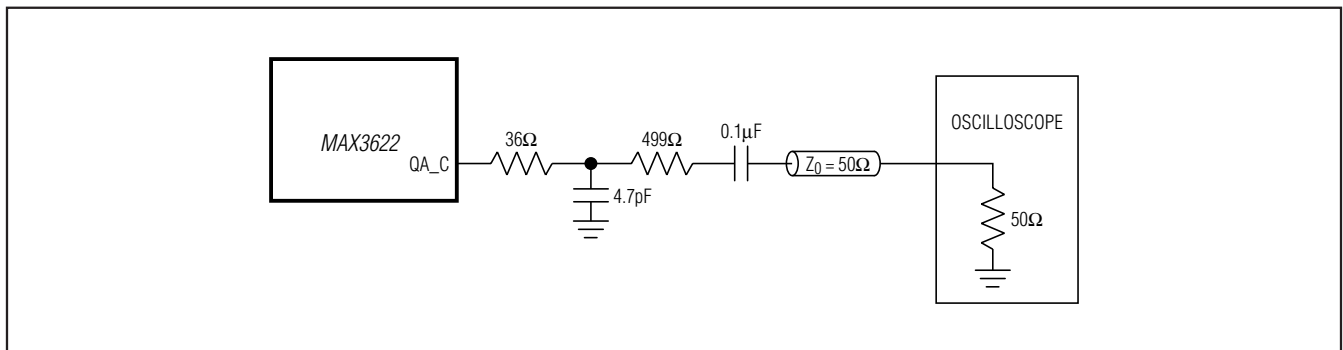 MAX3622
QA_C
36Ω
4.7pF
499Ω
0.1μF
Z0 = 50Ω
OSCILLOSCOPE
50Ω